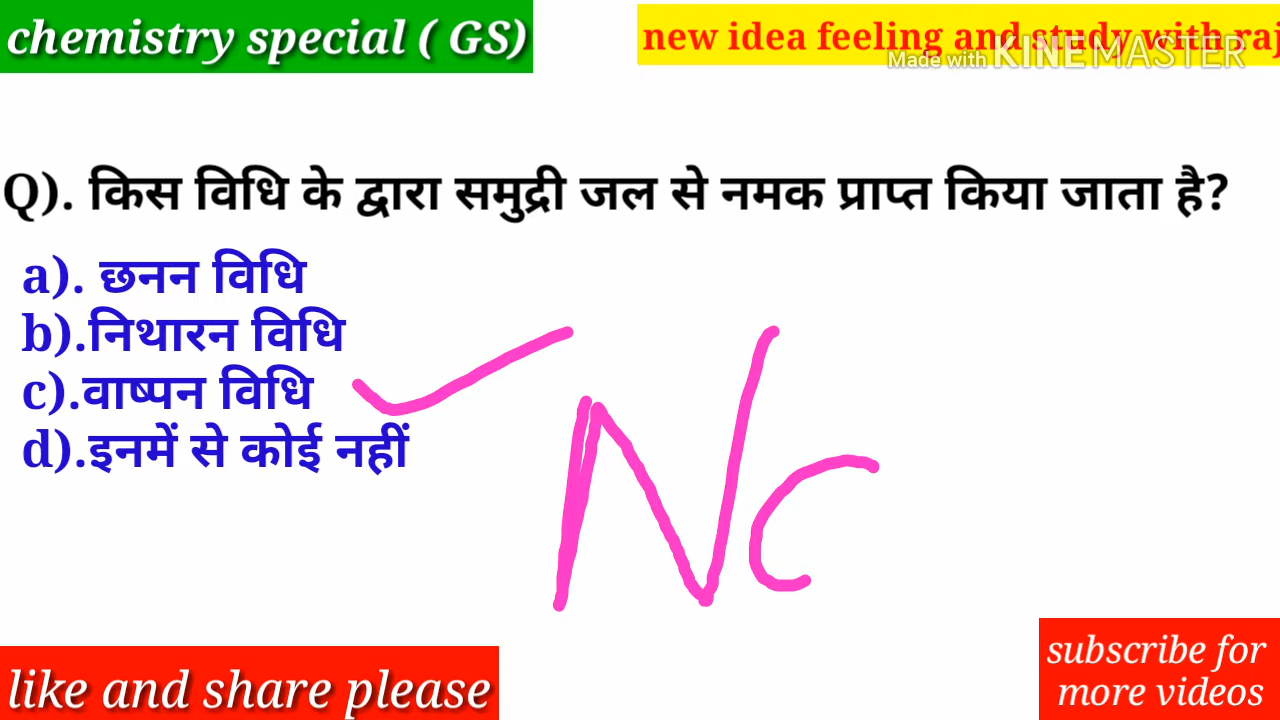 chemistry special ( GS)
new idea feeling and study with raj
Made with KINEMASTER
Q). किस विधि के द्वारा समुद्री जल से नमक प्राप्त किया जाता है?
a). छनन विधि
b).निथारन विधि
c).वाष्पन विधि
d).इनमें से कोई नहीं
Nc
like and share please
subscribe for
more videos